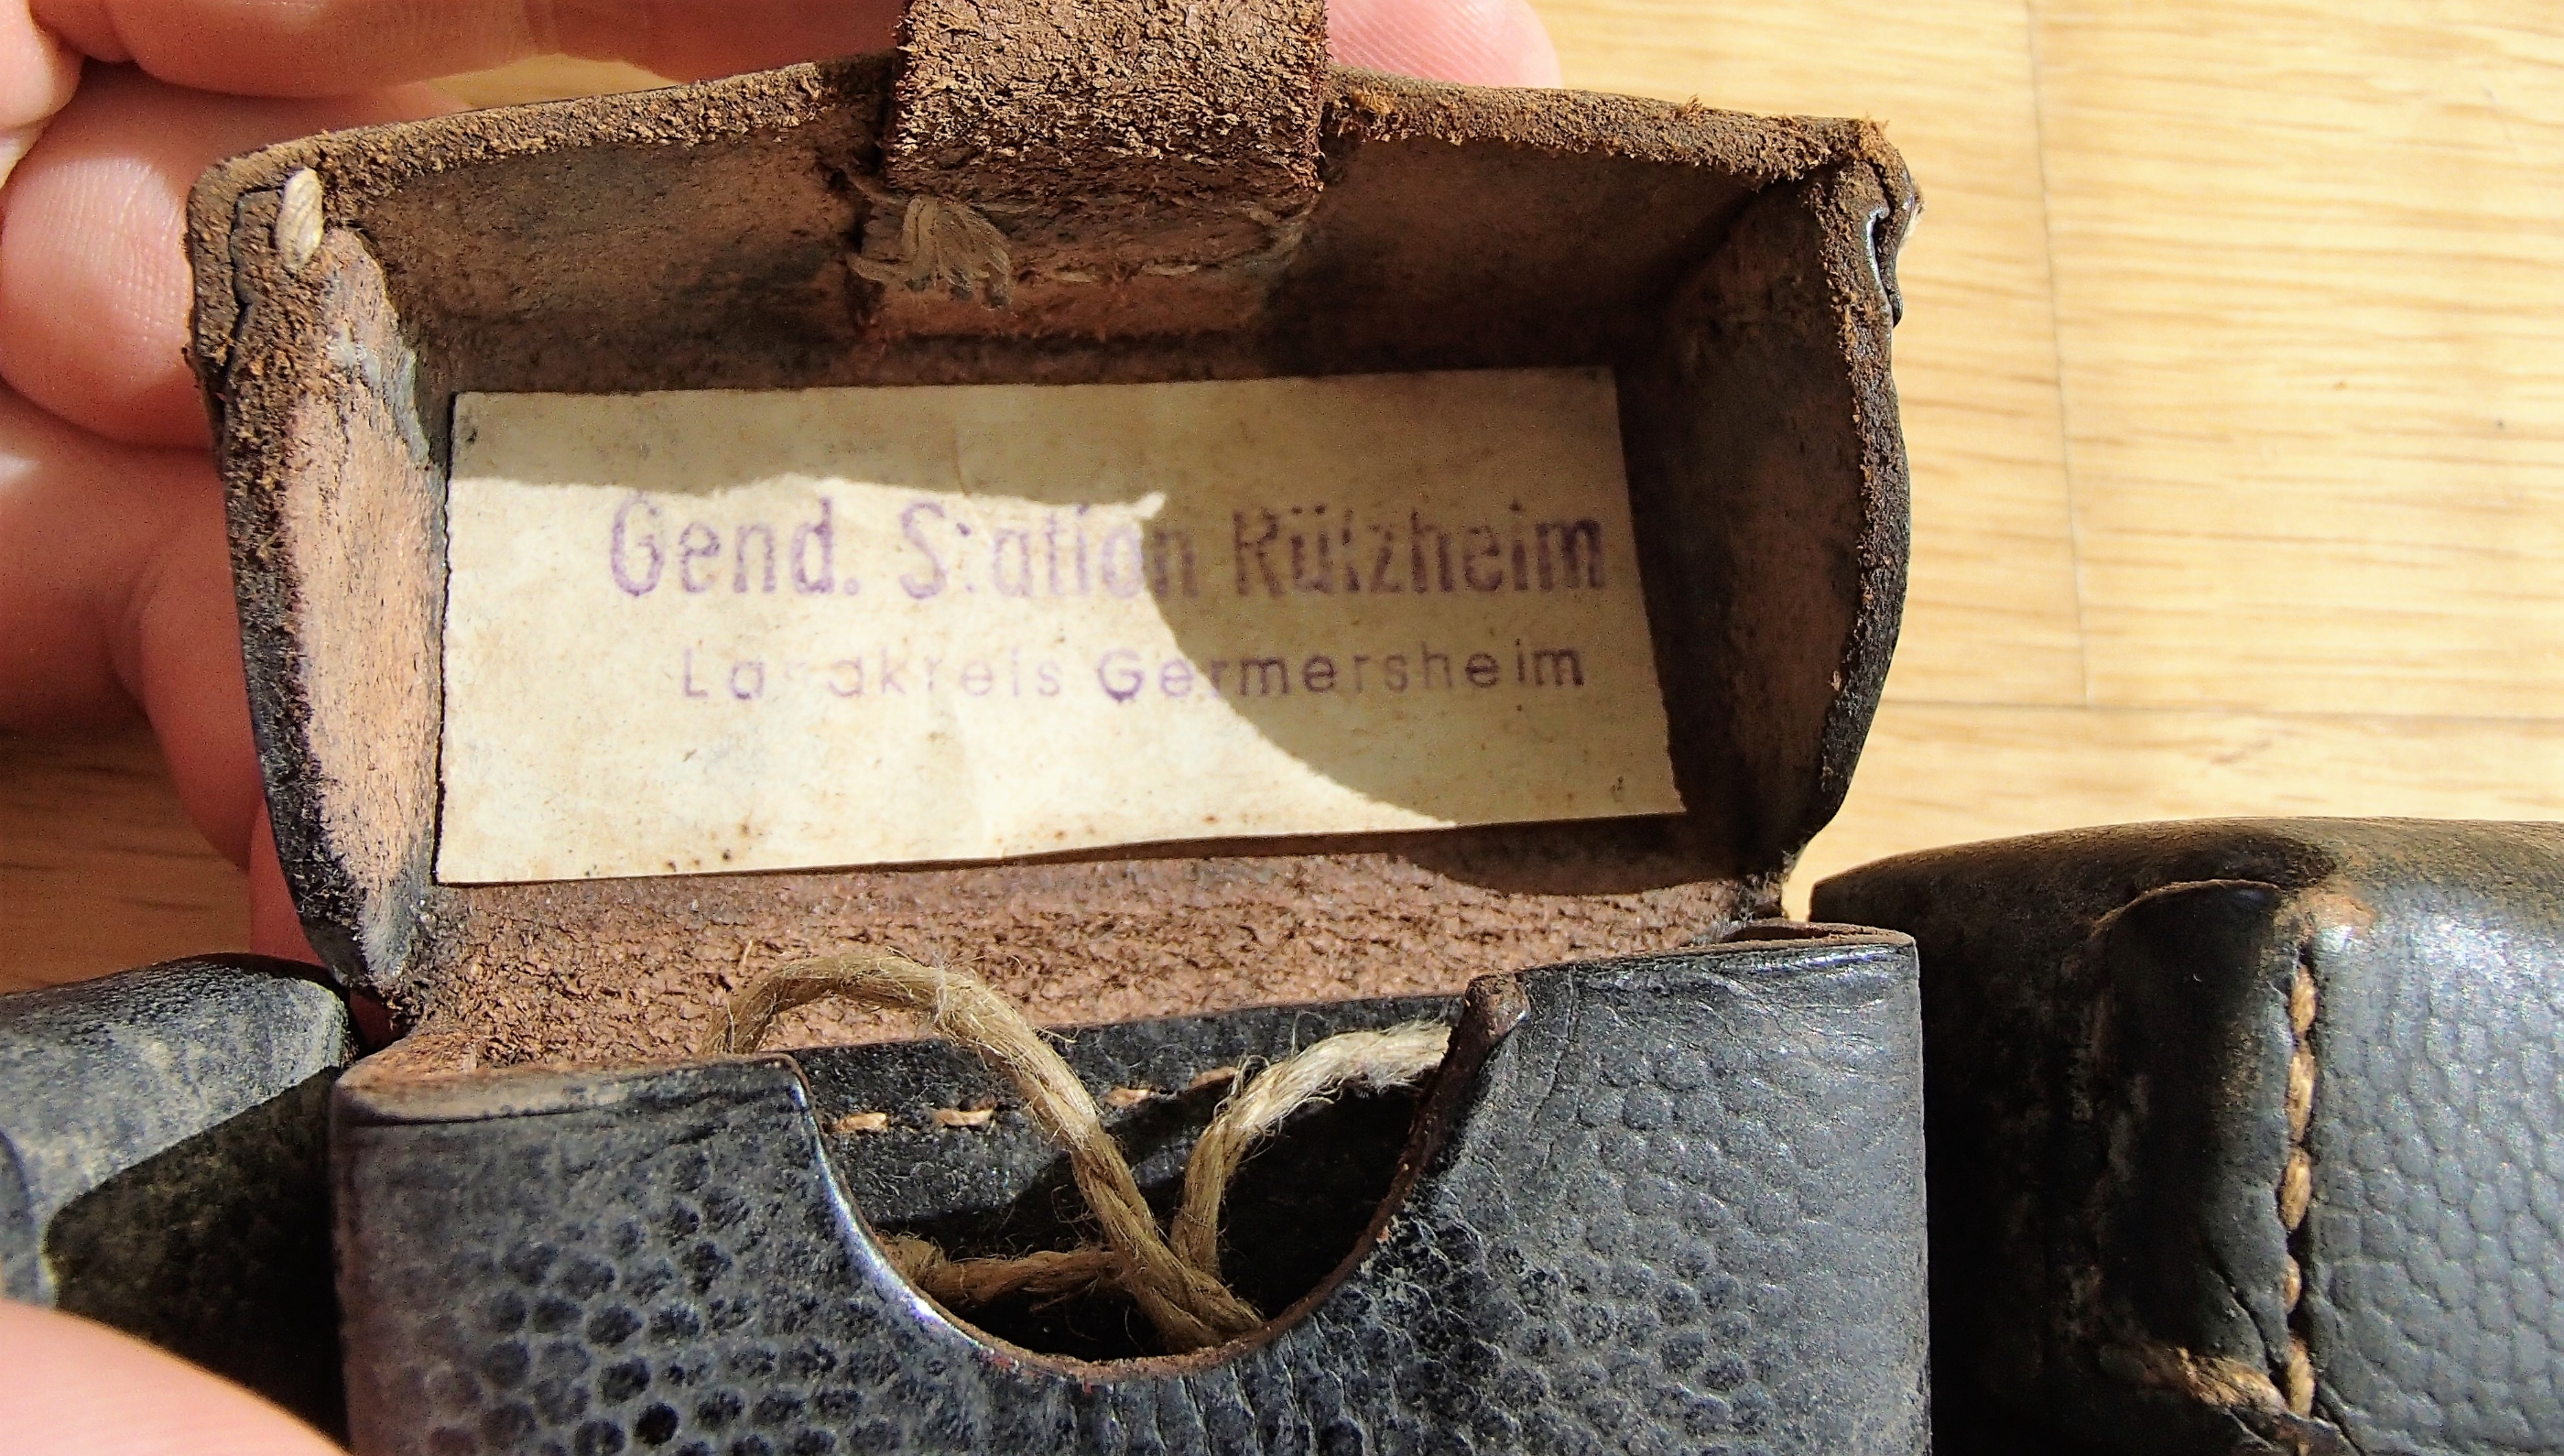 Gend. Station Rülzheim
Landkreis Germersheim